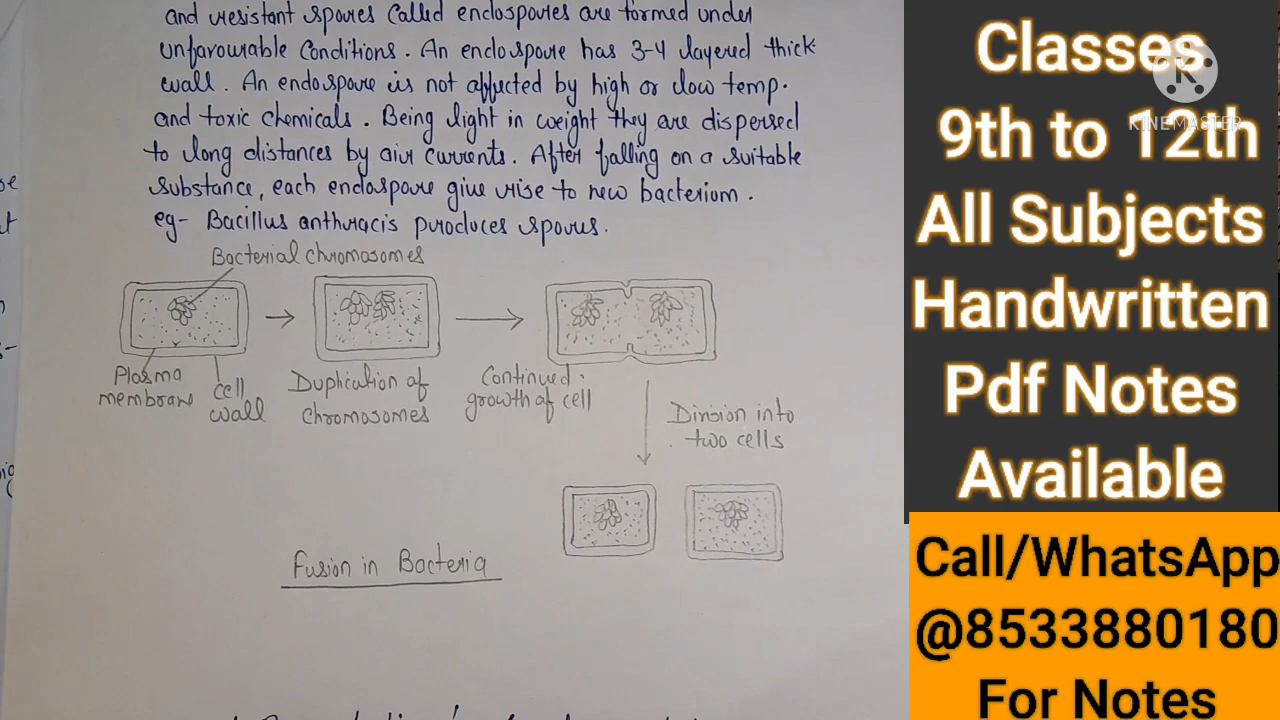 and resistant spores called endospores are formed under
unfavourable Conditions. An endospore has 3-4 layered thick
wall. An endospore is not affected by high or low temp.
and toxic chemicals. Being light in weight they are dispersed
to long distances by air currents. After falling on a suitable
substance, each endospore give rise to new bacterium.
eg- Bacillus anthracis produces spores.
Bacterial chromosomes
Plasma
membrane
cell
wall
Duplication of
chromosomes
Continued
growth of cell
Division into
two cells
Fusion in Bacteria
Classes
9th to 12th
All Subjects
Handwritten
Pdf Notes
Available
Call/WhatsApp
@8533880180
For Notes
KINEMASTER